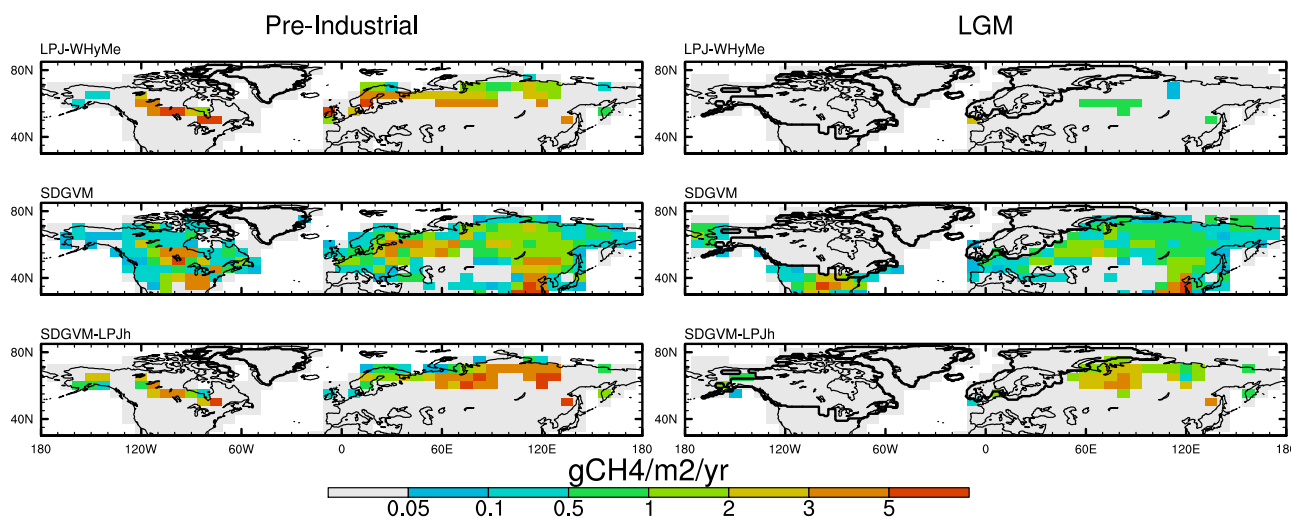 Pre-Industrial LGM
LPJ-WHyMe LPJ-WHyMe
80N 80N
40N 40N
SDGVM SDGVM
80N 80N
40N 40N
SDGVM-LPJh SDGVM-LPJh
80N 80N
40N 40N
180 120W 60W 0 60E 120E 180 180 120W 60W 0 60E 120E 180
gCH4/m2/yr
0.05 0.1 0.5 1 2 3 5